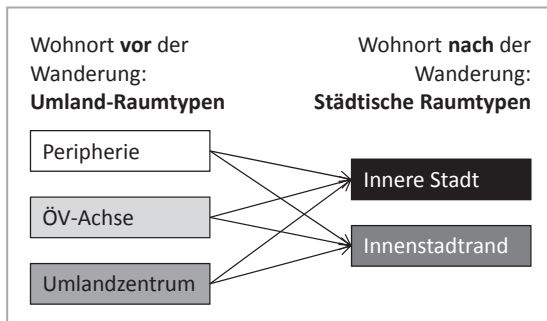 Wohnort vor der
Wanderung:
Umland-Raumtypen
Wohnort nach der
Wanderung:
Städtische Raumtypen
Peripherie
ÖV-Achse
Umlandzentrum
Innere Stadt
Innenstadtrand